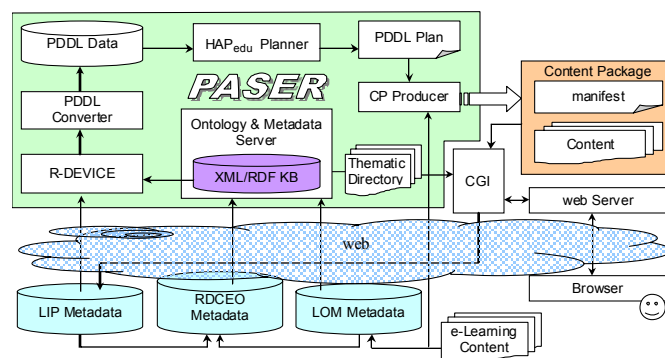 PDDL Data
HAPedu Planner
PDDL Plan
PASER
CP Producer
Content Package
manifest
Content
PDDL
Converter
Ontology & Metadata
Server
XML/RDF KB
R-DEVICE
Thematic
Directory
CGI
web Server
web
LIP Metadata
RDCEO
Metadata
LOM Metadata
Browser
e-Learning
Content